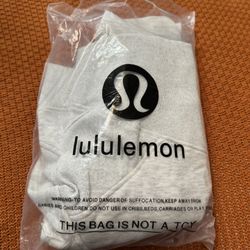 lululemon
WARNING-TO AVOID DANGER OF SUFFOCATION,KEEP AWAY FROM
BABIES AND CHILDREN DO NOT USE IN CRIBS,BEDS,CARRIAGES OR PLAY
THIS BAG IS NOT A TOY